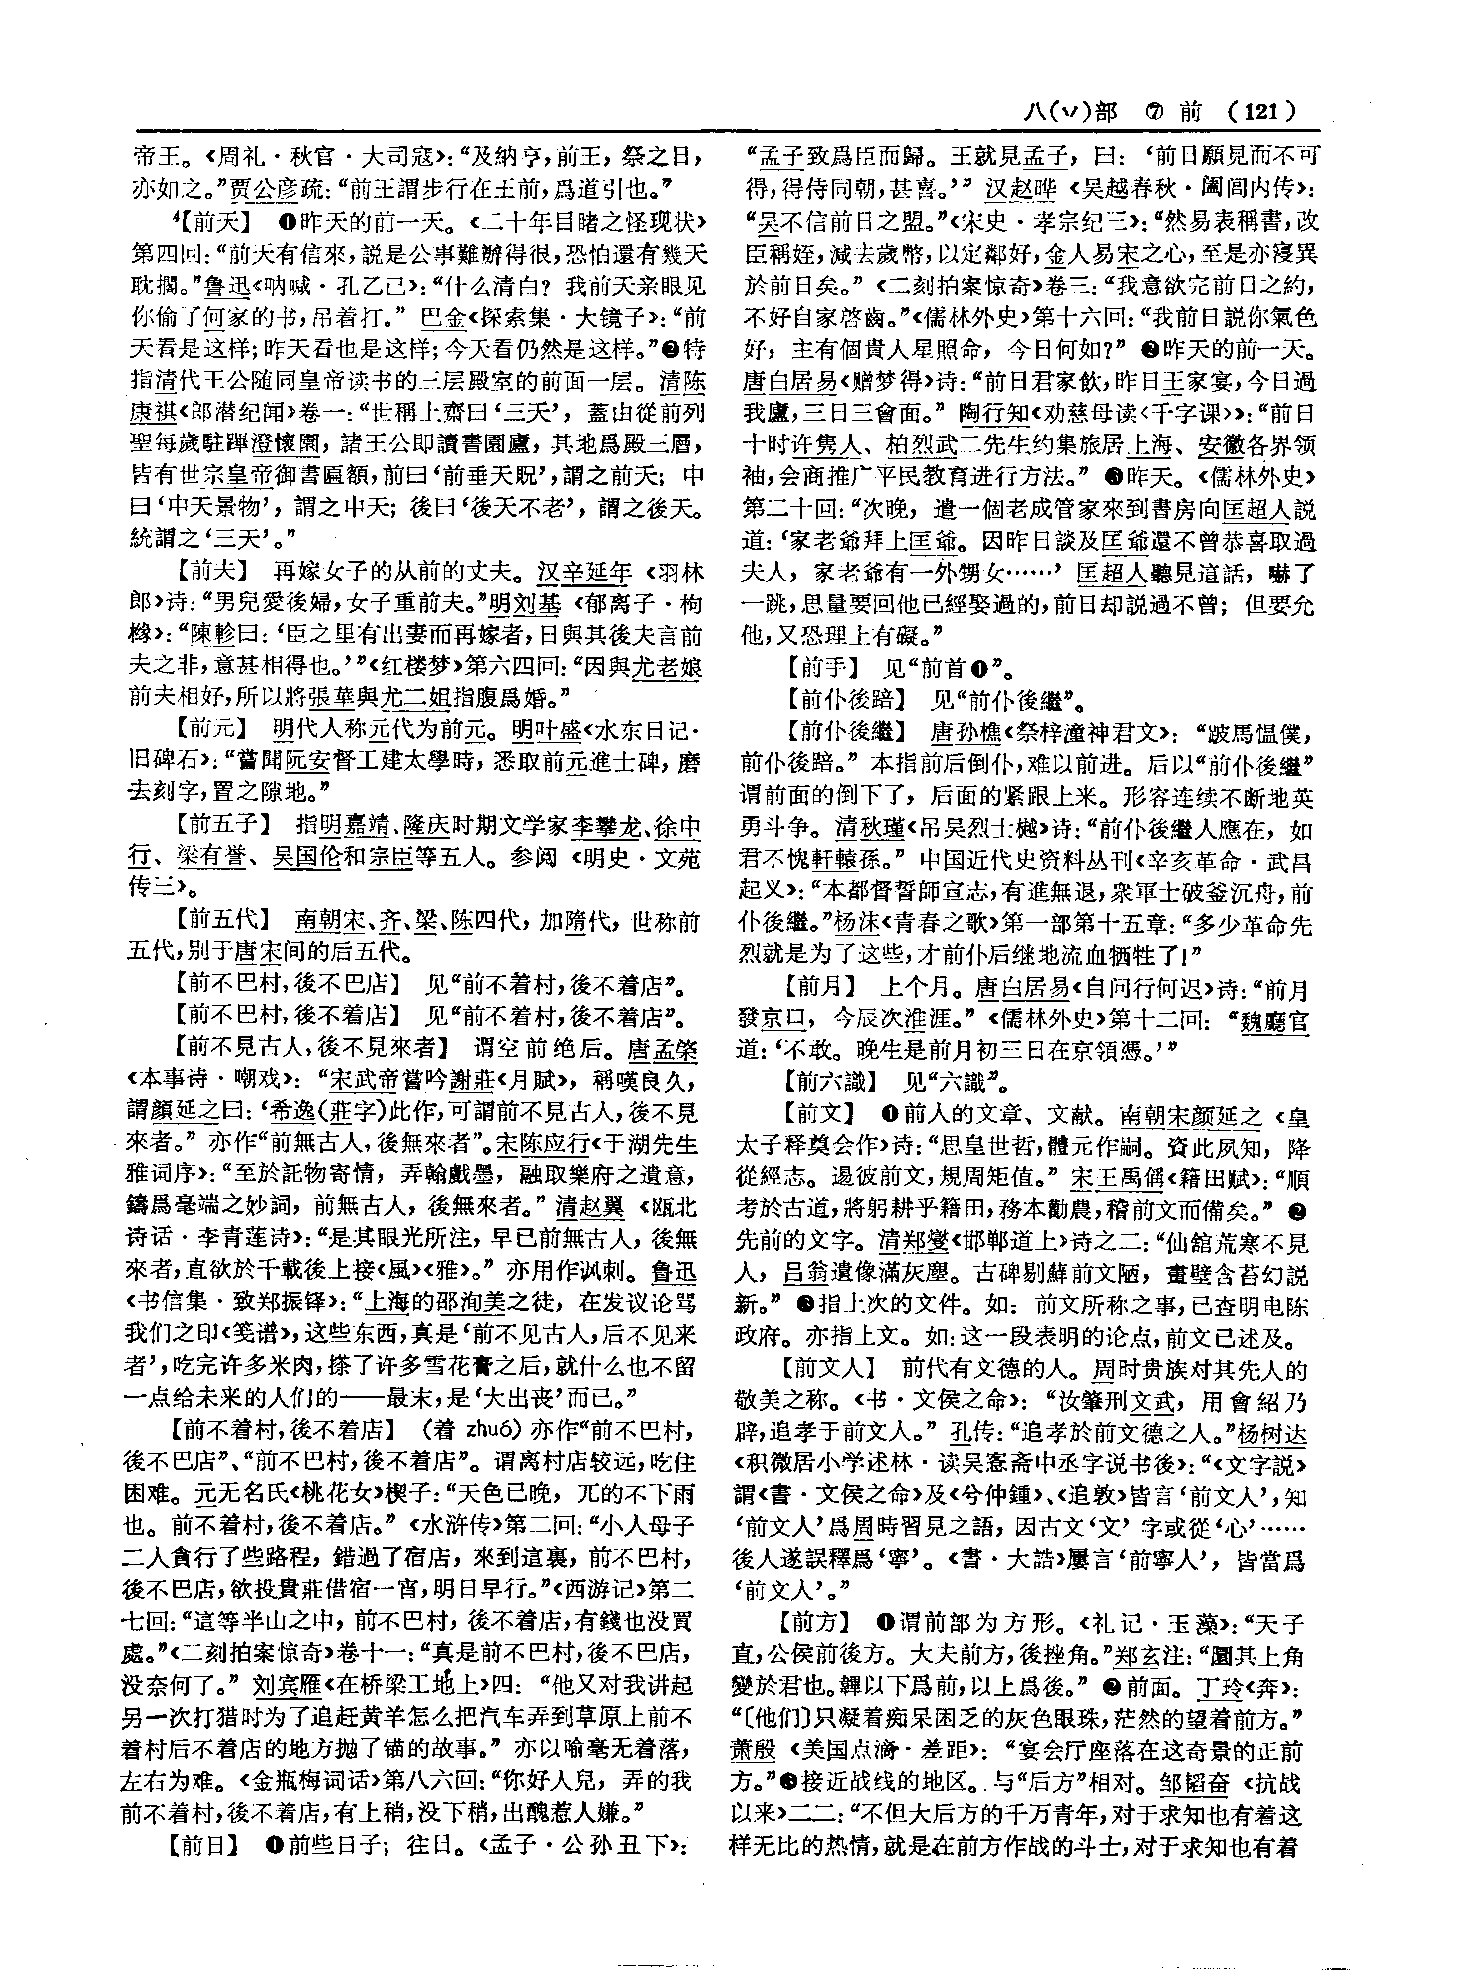 八(丷)部 ⑦ 前 (121)
帝王。《周礼·秋官·大司寇》：“及納亨，前王，祭之日，
亦如之。”贾公彦疏：“前王謂步行在王前，爲道引也。”
【前天】 ❶昨天的前一天。《二十年目睹之怪现状》
第四回：“前天有信來，説是公事難辦得很，恐怕還有幾天
耽擱。”鲁迅《呐喊·孔乙己》：“什么清白？我前天亲眼见
你偷了何家的书，吊着打。”巴金《探索集·大镜子》：“前
天看是这样；昨天看也是这样；今天看仍然是这样。”❷特
指清代王公随同皇帝读书的三层殿室的前面一层。清陈
康祺《郎潜纪闻》卷一：“世稱上齋曰‘三天’，蓋由從前列
聖每歲駐蹕澄懷園，諸王公即讀書園廬，其地爲殿三層，
皆有世宗皇帝御書匾額，前曰‘前垂天貺’，謂之前天；中
曰‘中天景物’，謂之中天；後曰‘後天不老’，謂之後天。
統謂之‘三天’。”
【前夫】 再嫁女子的从前的丈夫。汉辛延年《羽林
郎》诗：“男兒愛後婦，女子重前夫。”明刘基《郁离子·枸
橼》：“陳軫曰：‘臣之里有出妻而再嫁者，日與其後夫言前
夫之非，意甚相得也。’”《红楼梦》第六四回：“因與尤老娘
前夫相好，所以將張華與尤二姐指腹爲婚。”
【前元】 明代人称元代为前元。明叶盛《水东日记·
旧碑石》：“嘗聞阮安督工建太學時，悉取前元進士碑，磨
去刻字，置之隙地。”
【前五子】 指明嘉靖、隆庆时期文学家李攀龙、徐中
行、梁有誉、吴国伦和宗臣等五人。参阅《明史·文苑
传三》。
【前五代】 南朝宋、齐、梁、陈四代，加隋代，世称前
五代，别于唐宋间的后五代。
【前不巴村，後不巴店】 见“前不着村，後不着店”。
【前不巴村，後不着店】 见“前不着村，後不着店”。
【前不見古人，後不見來者】 谓空前绝后。唐孟棨
《本事诗·嘲戏》：“宋武帝嘗吟謝莊《月賦》，稱嘆良久，
謂顔延之曰：‘希逸（莊字）此作，可謂前不見古人，後不見
來者。”亦作“前無古人，後無來者”。宋陈应行《于湖先生
雅词序》：“至於託物寄情，弄翰戲墨，融取樂府之遺意，
鑄爲毫端之妙詞，前無古人，後無來者。”清赵翼《瓯北
诗话·李青莲诗》：“是其眼光所注，早已前無古人，後無
來者，直欲於千載後上接《風》《雅》。”亦用作讽刺。鲁迅
《书信集·致郑振铎》：“上海的邵洵美之徒，在发议论骂
我们之印《笺谱》，这些东西，真是‘前不见古人，后不见来
者’，吃完许多米肉，搽了许多雪花膏之后，就什么也不留
一点给未来的人们的——最末，是‘大出丧’而已。”
【前不着村，後不着店】 （着 zhuó）亦作“前不巴村，
後不巴店”、“前不巴村，後不着店”。谓离村店较远，吃住
困难。元无名氏《桃花女》楔子：“天色已晚，兀的不下雨
也。前不着村，後不着店。”《水浒传》第二回：“小人母子
二人貪行了些路程，錯過了宿店，來到這裏，前不巴村，
後不巴店，欲投貴莊借宿一宵，明日早行。”《西游记》第二
七回：“這等半山之中，前不巴村，後不着店，有錢也没買
處。”《二刻拍案惊奇》卷十一：“真是前不巴村，後不巴店，
没奈何了。”刘宾雁《在桥梁工地上》四：“他又对我讲起
另一次打猎时为了追赶黄羊怎么把汽车弄到草原上前不
着村后不着店的地方抛了锚的故事。”亦以喻毫无着落，
左右为难。《金瓶梅词话》第八六回：“你好人兒，弄的我
前不着村，後不着店，有上稍，没下稍，出醜惹人嫌。”
【前日】 ❶前些日子；往日。《孟子·公孙丑下》：
“孟子致爲臣而歸。王就見孟子，曰：‘前日願見而不可
得，得侍同朝，甚喜。’”汉赵晔《吴越春秋·阖闾内传》：
“吴不信前日之盟。”《宋史·孝宗纪三》：“然易表稱書，改
臣稱姪，減去歲幣，以定鄰好，金人易宋之心，至是亦寖異
於前日矣。”《二刻拍案惊奇》卷三：“我意欲完前日之約，
不好自家啓齒。”《儒林外史》第十六回：“我前日説你氣色
好，主有個貴人星照命，今日何如？”❷昨天的前一天。
唐白居易《赠梦得》诗：“前日君家飲，昨日王家宴，今日過
我廬，三日三會面。”陶行知《劝慈母读〈千字课〉》：“前日
十时许隽人、柏烈武二先生约集旅居上海、安徽各界领
袖，会商推广平民教育进行方法。”❸昨天。《儒林外史》
第二十回：“次晚，遣一個老成管家來到書房向匡超人説
道：‘家老爺拜上匡爺。因昨日談及匡爺還不曾恭喜取過
夫人，家老爺有一外甥女……’匡超人聽見這話，嚇了
一跳，思量要回他已經娶過的，前日却説過不曾；但要允
他，又恐理上有礙。”
【前手】 见“前首❶”。
【前仆後踣】 见“前仆後繼”。
【前仆後繼】 唐孙樵《祭梓潼神君文》：“跛馬愠僕，
前仆後踣。”本指前后倒仆，难以前进。后以“前仆後繼”
谓前面的倒下了，后面的紧跟上来。形容连续不断地英
勇斗争。清秋瑾《吊吴烈士樾》诗：“前仆後繼人應在，如
君不愧軒轅孫。”中国近代史资料丛刊《辛亥革命·武昌
起义》：“本都督誓師宣志，有進無退，衆軍士破釜沉舟，前
仆後繼。”杨沫《青春之歌》第一部第十五章：“多少革命先
烈就是为了这些，才前仆后继地流血牺牲了！”
【前月】 上个月。唐白居易《自问行何迟》诗：“前月
發京口，今辰次淮涯。”《儒林外史》第十二回：“魏廳官
道：‘不敢。晚生是前月初三日在京領憑。’”
【前六識】 见“六識”。
【前文】 ❶前人的文章、文献。南朝宋颜延之《皇
太子释奠会作》诗：“思皇世哲，體元作嗣。資此夙知，降
從經志。逷彼前文，規周矩值。”宋王禹偁《籍田赋》：“順
考於古道，將躬耕乎籍田，務本勸農，稽前文而備矣。”❷
先前的文字。清郑燮《邯郸道上》诗之二：“仙舘荒寒不見
人，吕翁遺像滿灰塵。古碑剔蘚前文陋，畫壁含苔幻説
新。”❸指上次的文件。如：前文所称之事，已查明电陈
政府。亦指上文。如：这一段表明的论点，前文已述及。
【前文人】 前代有文德的人。周时贵族对其先人的
敬美之称。《书·文侯之命》：“汝肇刑文武，用會紹乃
辟，追孝于前文人。”孔传：“追孝於前文德之人。”杨树达
《积微居小学述林·读吴愙斋中丞字说书後》：“《文字説》
謂《書·文侯之命》及《兮仲鍾》、《追敦》皆言‘前文人’，知
‘前文人’爲周時習見之語，因古文‘文’字或從‘心’……
後人遂誤釋爲‘寧’。《書·大誥》屢言‘前寧人’，皆當爲
‘前文人’。”
【前方】 ❶谓前部为方形。《礼记·玉藻》：“天子
直，公侯前後方。大夫前方，後挫角。”郑玄注：“圜其上角
變於君也。韠以下爲前，以上爲後。”❷前面。丁玲《奔》：
“〔他们〕只凝着痴呆困乏的灰色眼珠，茫然的望着前方。”
萧殷《美国点滴·差距》：“宴会厅座落在这奇景的正前
方。”❸接近战线的地区。与“后方”相对。邹韬奋《抗战
以来》二二：“不但大后方的千万青年，对于求知也有着这
样无比的热情，就是在前方作战的斗士，对于求知也有着